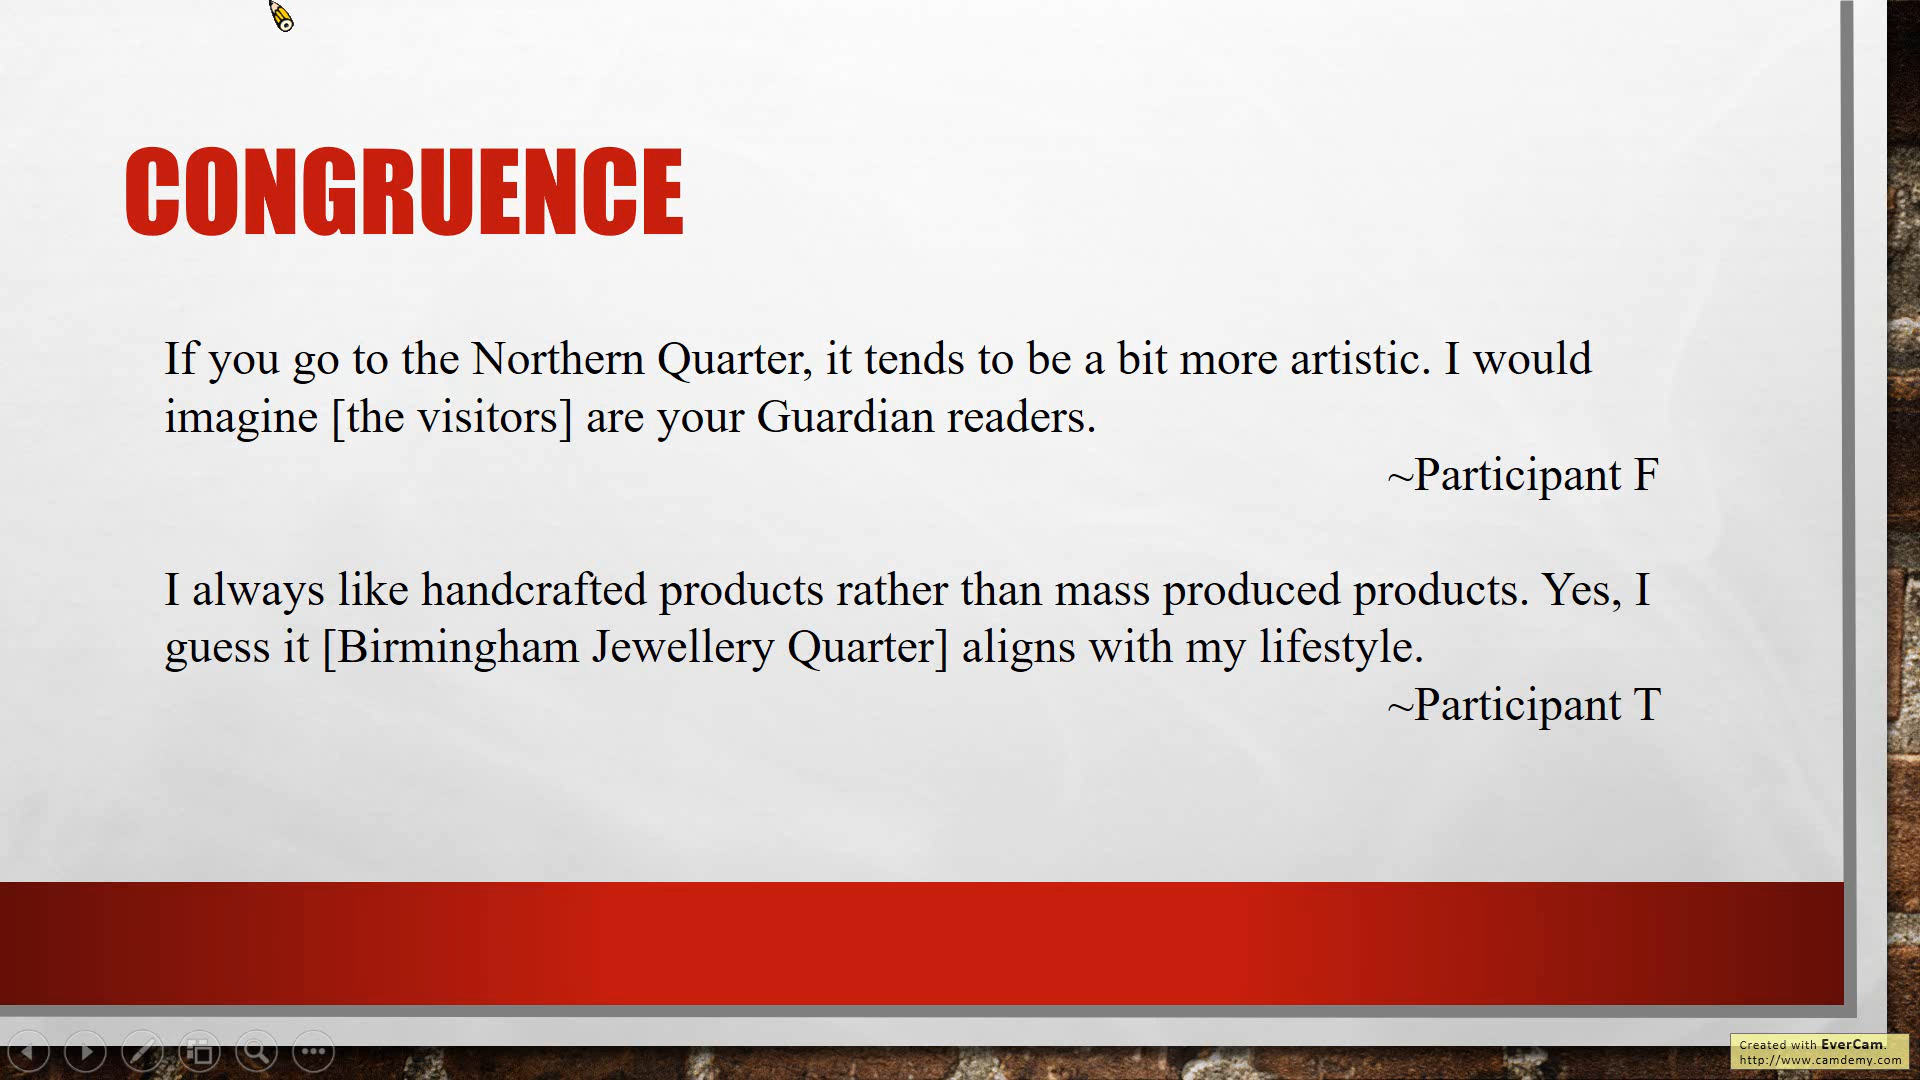 CONGRUENCE
If you go to the Northern Quarter, it tends to be a bit more artistic. I would
imagine [the visitors] are your Guardian readers.
~Participant F
I always like handcrafted products rather than mass produced products. Yes, I
guess it [Birmingham Jewellery Quarter] aligns with my lifestyle.
~Participant T
Created with EverCam.
http://www.camdemy.com